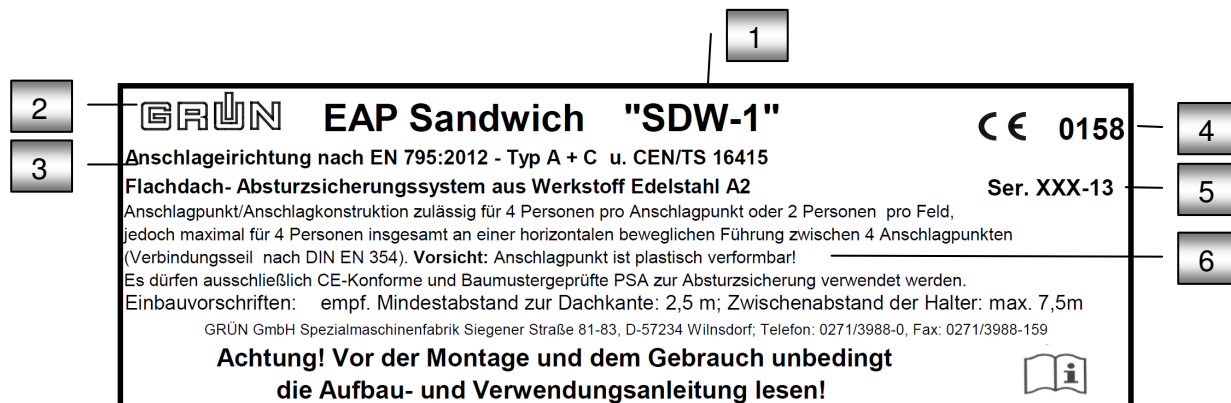 1
2
GRÜN EAP Sandwich "SDW-1"
CE 0158
4
3
Anschlageirichtung nach EN 795:2012 - Typ A + C u. CEN/TS 16415
Flachdach- Absturzsicherungssystem aus Werkstoff Edelstahl A2
Ser. XXX-13
5
Anschlagpunkt/Anschlagkonstruktion zulässig für 4 Personen pro Anschlagpunkt oder 2 Personen pro Feld,
jedoch maximal für 4 Personen insgesamt an einer horizontalen beweglichen Führung zwischen 4 Anschlagpunkten
(Verbindungsseil nach DIN EN 354). Vorsicht: Anschlagpunkt ist plastisch verformbar!
6
Es dürfen ausschließlich CE-Konforme und Baumustergeprüfte PSA zur Absturzsicherung verwendet werden.
Einbauvorschriften: empf. Mindestabstand zur Dachkante: 2,5 m; Zwischenabstand der Halter: max. 7,5m
GRÜN GmbH Spezialmaschinenfabrik Siegener Straße 81-83, D-57234 Wilnsdorf; Telefon: 0271/3988-0, Fax: 0271/3988-159
Achtung! Vor der Montage und dem Gebrauch unbedingt
die Aufbau- und Verwendungsanleitung lesen!
i